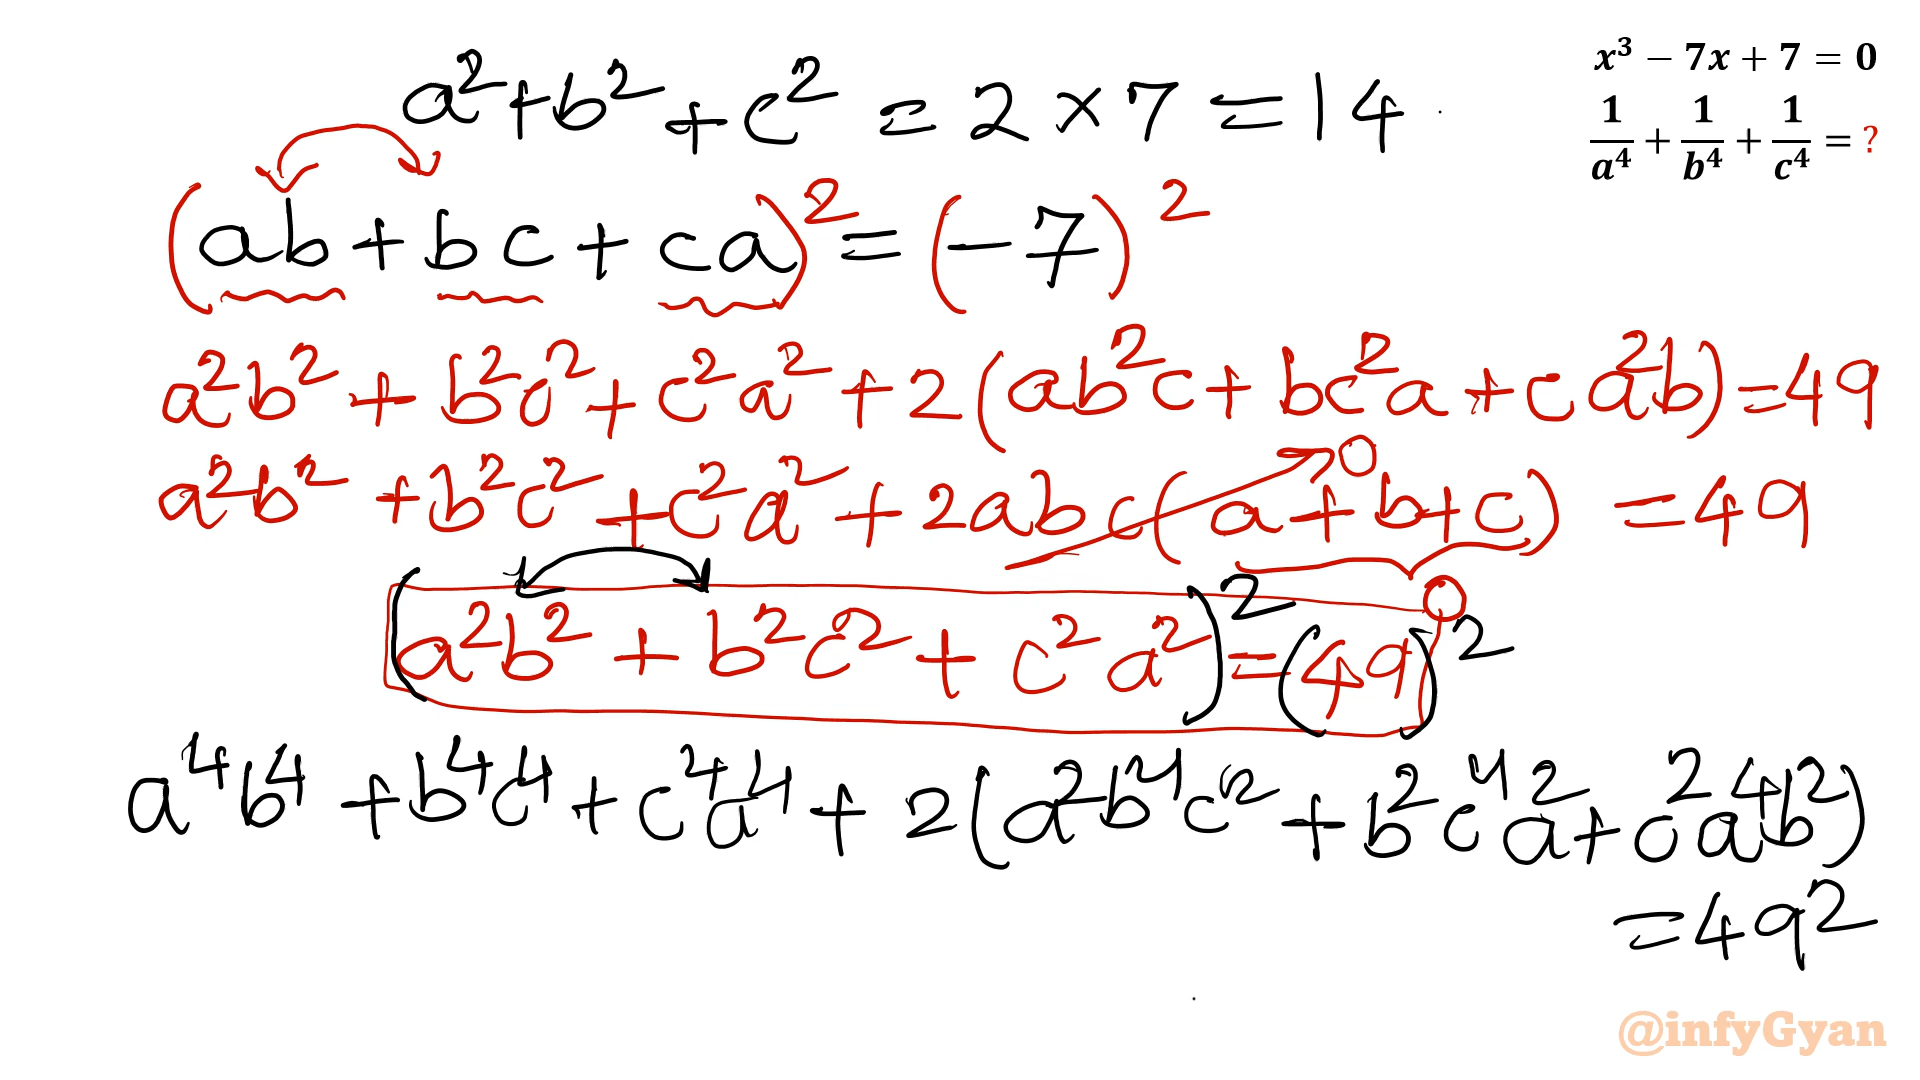 a² + b² + c² = 2 × 7 = 14
x³ − 7x + 7 = 0
1/a⁴ + 1/b⁴ + 1/c⁴ = ?
(ab + bc + ca)² = (−7)²
a²b² + b²c² + c²a² + 2(ab²c + bc²a + ca²b) = 49
a²b² + b²c² + c²a² + 2abc(a + b + c) = 49
0
0
(a²b² + b²c² + c²a²)² = (49)²
a⁴b⁴ + b⁴c⁴ + c⁴a⁴ + 2(a²b⁴c² + b²c⁴a² + c²a⁴b²)
= 49²
@infyGyan